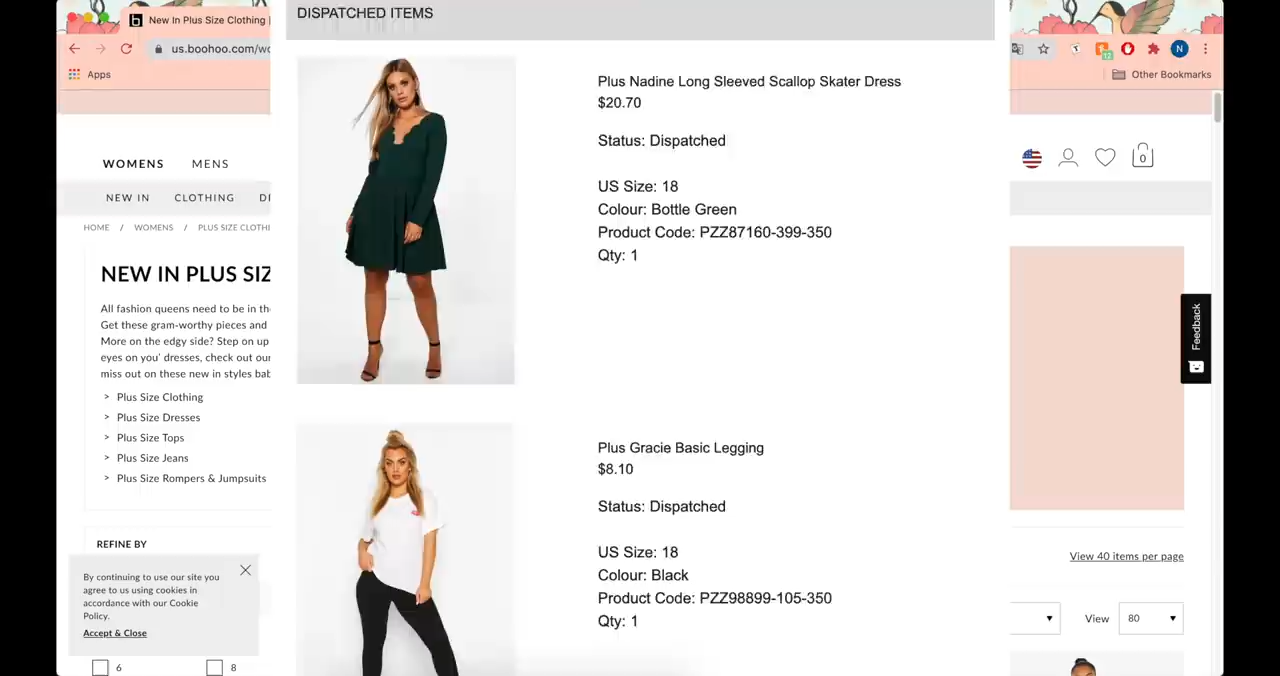 New In Plus Size Clothing |
us.boohoo.com/wo
Apps
Other Bookmarks
12
N
DISPATCHED ITEMS
WOMENS
MENS
0
NEW IN
CLOTHING
HOME / WOMENS / PLUS SIZE CLOTHI
NEW IN PLUS SIZ
All fashion queens need to be in the
Get these gram-worthy pieces and
More on the edgy side? Step on up
eyes on you' dresses, check out our
miss out on these new in styles bab
> Plus Size Clothing
> Plus Size Dresses
> Plus Size Tops
> Plus Size Jeans
> Plus Size Rompers & Jumpsuits
REFINE BY
By continuing to use our site you
agree to us using cookies in
accordance with our Cookie
Policy.
Accept & Close
6
8
Plus Nadine Long Sleeved Scallop Skater Dress
$20.70
Status: Dispatched
US Size: 18
Colour: Bottle Green
Product Code: PZZ87160-399-350
Qty: 1
Plus Gracie Basic Legging
$8.10
Status: Dispatched
US Size: 18
Colour: Black
Product Code: PZZ98899-105-350
Qty: 1
Feedback
View 40 items per page
View
80